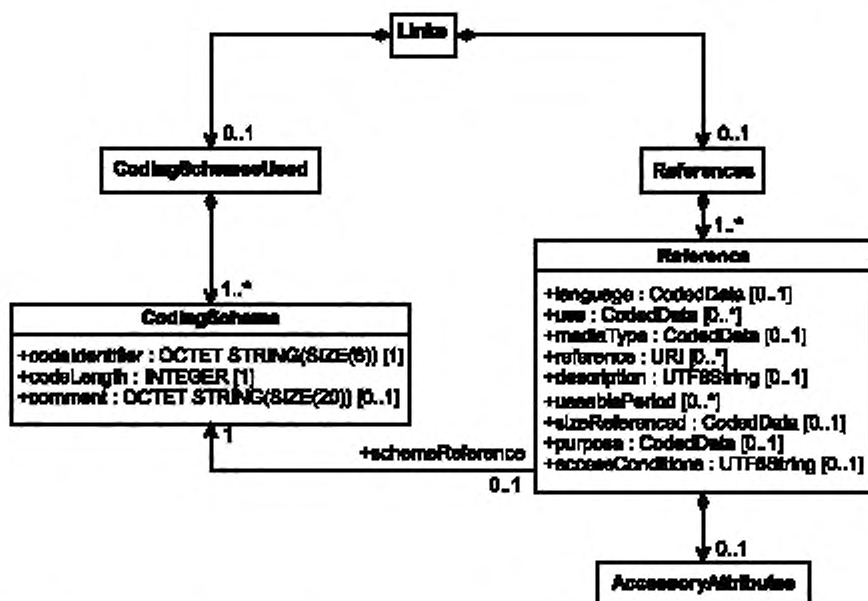 Links
0..1
0..1
CodingSchemesUsed
References
1..*
1..*
Reference
+language : CodedData [0..1]
+use : CodedData [0..*]
+mediaType : CodedData [0..1]
+reference : URI [0..*]
+description : UTF8String [0..1]
+useablePeriod [0..*]
+sizeReferenced : CodedData [0..1]
+purpose : CodedData [0..1]
+accessConditions : UTF8String [0..1]
CodingScheme
+codeIdentifier : OCTET STRING(SIZE(6)) [1]
+codeLength : INTEGER [1]
+comment : OCTET STRING(SIZE(20)) [0..1]
1
+schemeReference
0..1
0..1
AccessoryAttributes